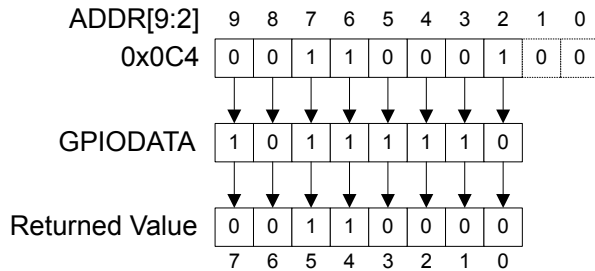 ADDR[9:2] 9 8 7 6 5 4 3 2 1 0
0x0C4 0 0 1 1 0 0 0 1 0 0
GPIODATA 1 0 1 1 1 1 1 0
Returned Value 0 0 1 1 0 0 0 0
7 6 5 4 3 2 1 0